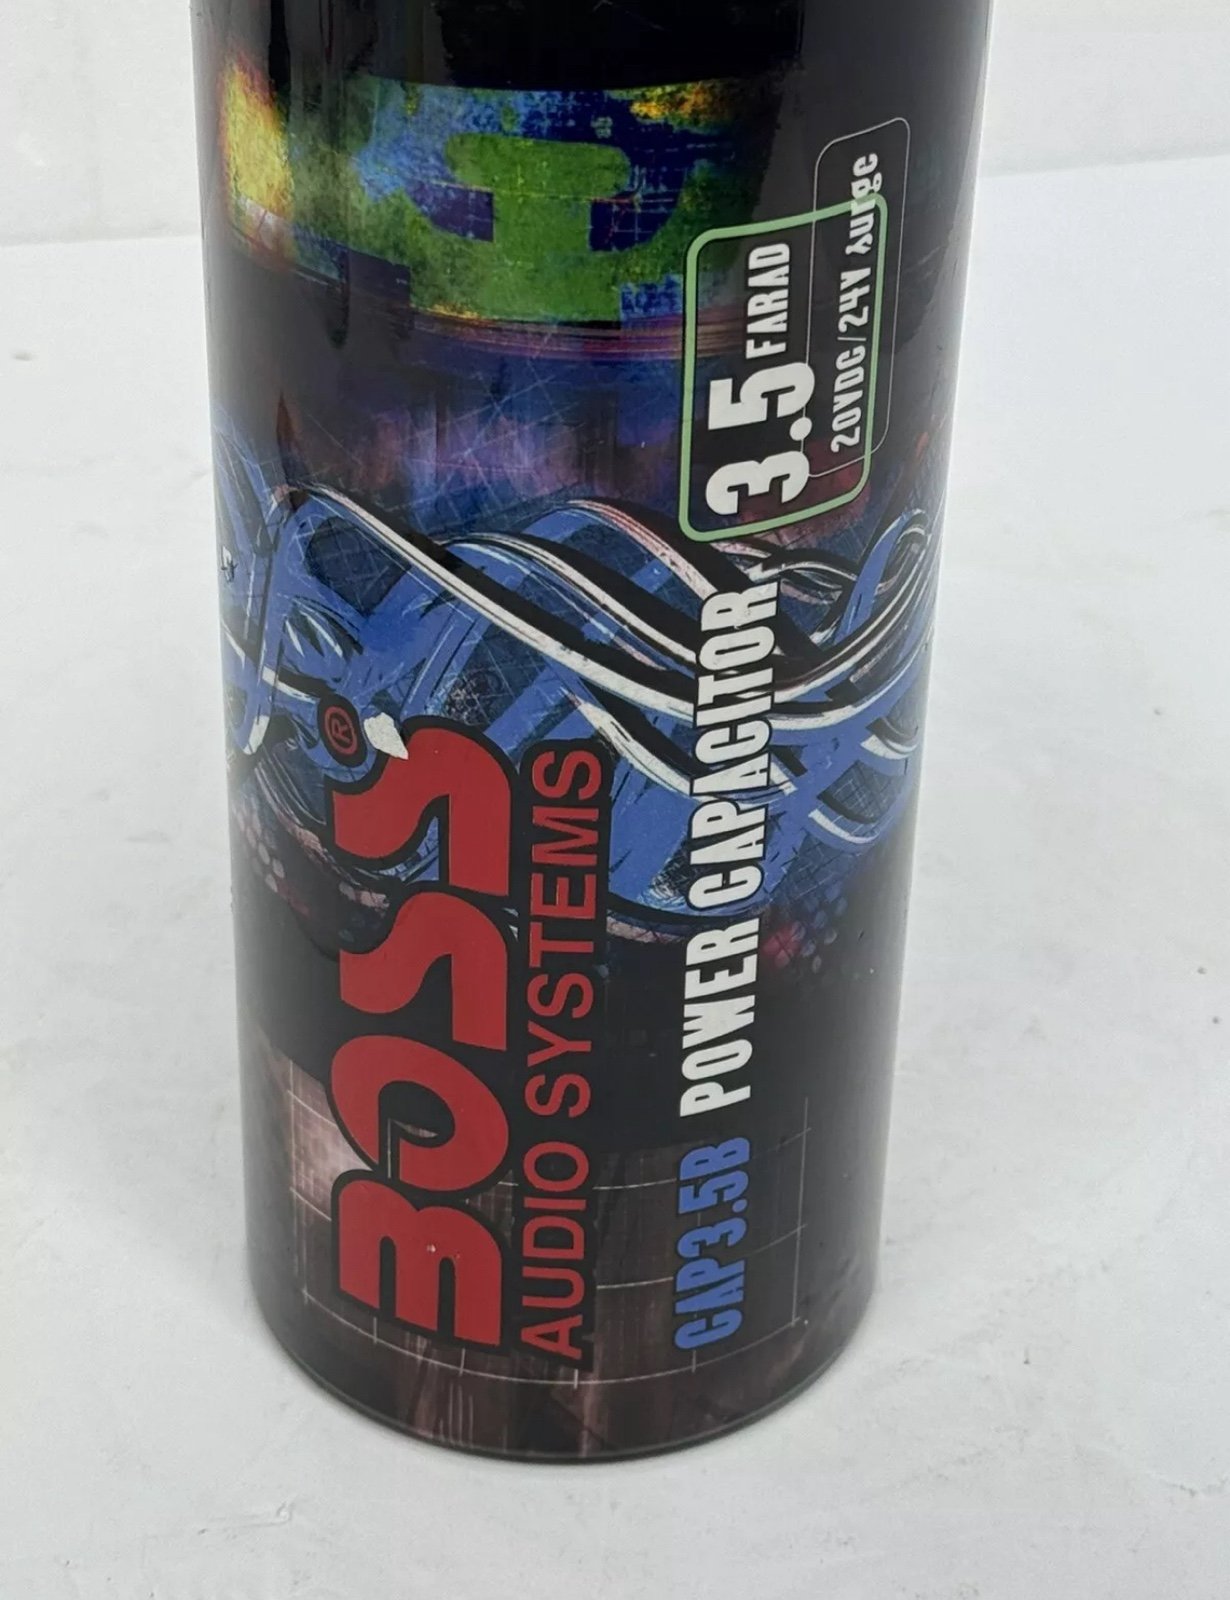 BOSS®
AUDIO SYSTEMS
CAP3.5B POWER CAPACITOR
3.5 FARAD
20VDC/24V Surge